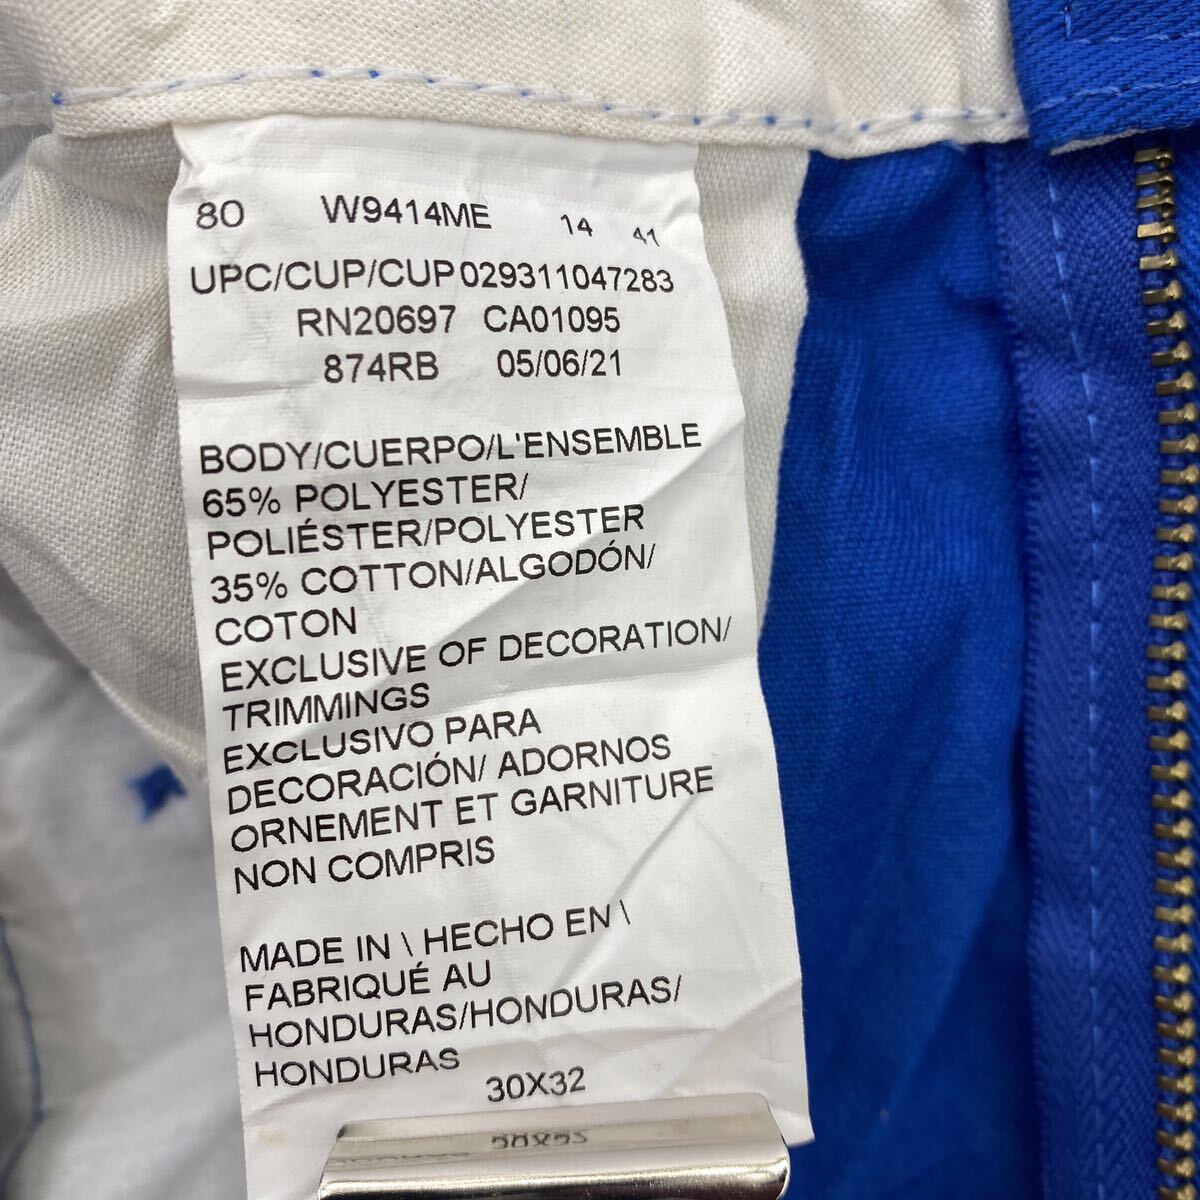 80 W9414ME 14 41
UPC/CUP/CUP 029311047283
RN20697 CA01095
874RB 05/06/21
BODY/CUERPO/L'ENSEMBLE
65% POLYESTER/
POLIÉSTER/POLYESTER
35% COTTON/ALGODÓN/
COTON
EXCLUSIVE OF DECORATION/
TRIMMINGS
EXCLUSIVO PARA
DECORACIÓN/ ADORNOS
ORNEMENT ET GARNITURE
NON COMPRIS
MADE IN \ HECHO EN \
FABRIQUÉ AU
HONDURAS/HONDURAS/
HONDURAS
30X32